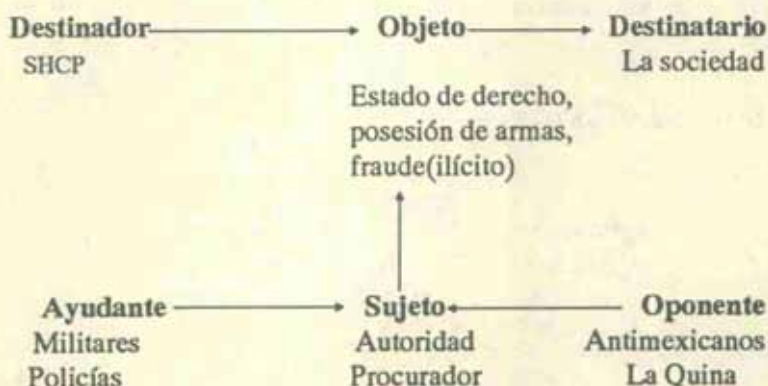 Destinador Objeto Destinatario
SHCP La sociedad
Estado de derecho,
posesión de armas,
fraude(ilícito)
Ayudante Sujeto Oponente
Militares Autoridad Antimexicanos
Policías Procurador La Quina